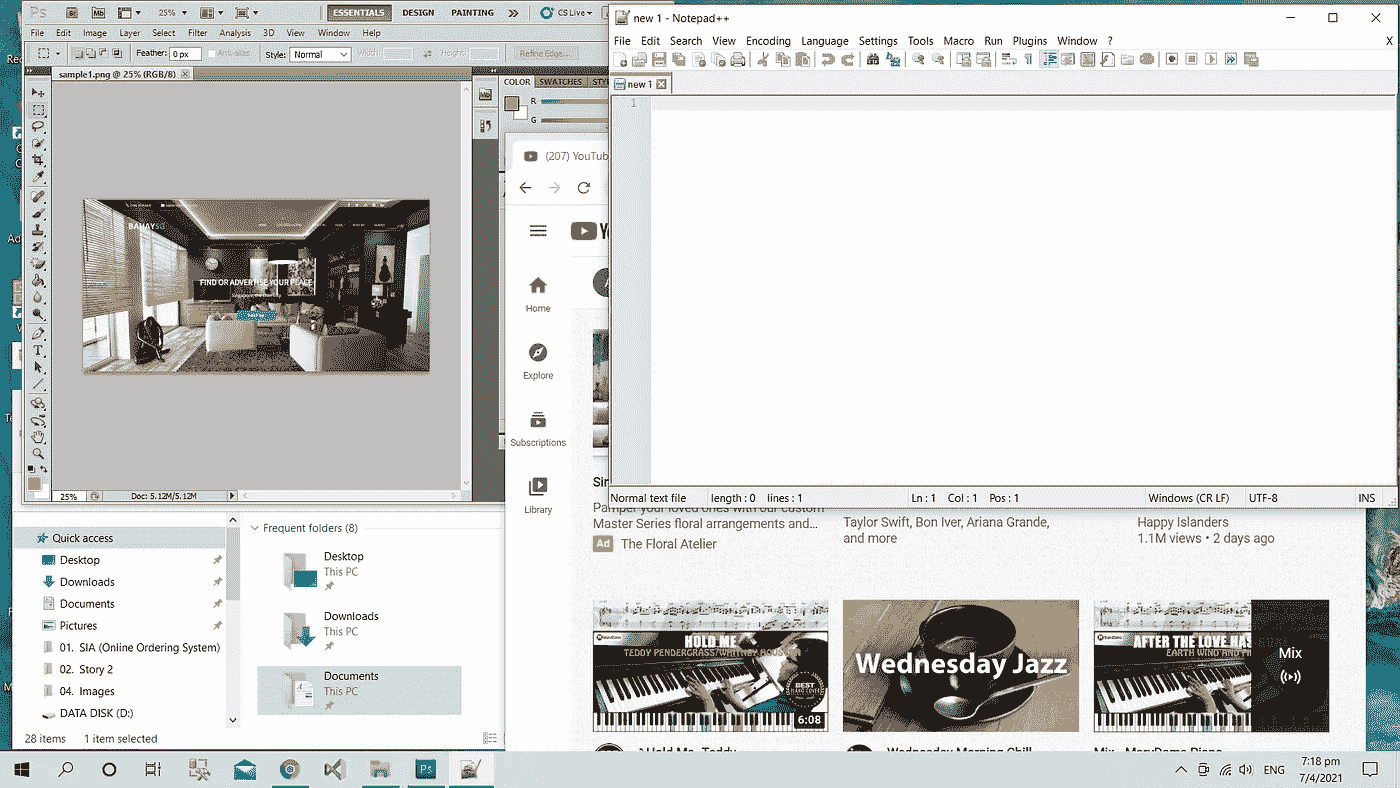 Ps Br Mb 25% ESSENTIALS DESIGN PAINTING » CS Live
File Edit Image Layer Select Filter Analysis 3D View Window Help
Feather: 0 px Anti-alias Style: Normal Width: Height: Refine Edge...
sample1.png @ 25% (RGB/8)
BAHAYSG
FIND OR ADVERTISE YOUR PLACE
25% Doc: 5.12M/5.12M
COLOR SWATCHES
R
G
new 1 - Notepad++
File Edit Search View Encoding Language Settings Tools Macro Run Plugins Window ? X
new 1
1
Normal text file length : 0 lines : 1 Ln : 1 Col : 1 Pos : 1 Windows (CR LF) UTF-8 INS
(207) YouTub
Home
Explore
Subscriptions
Library
Pamper your loved ones with our custom
Master Series floral arrangements and...
Ad The Floral Atelier
Taylor Swift, Bon Iver, Ariana Grande,
and more
Happy Islanders
1.1M views • 2 days ago
HOLD ME
TEDDY PENDERGRASS/WHITNEY HOUSTON
BEST
6:08
Wednesday Jazz
AFTER THE LOVE HAS
EARTH WIND AND
Mix
Quick access
Desktop
Downloads
Documents
Pictures
01. SIA (Online Ordering System)
02. Story 2
04. Images
DATA DISK (D:)
28 items 1 item selected
Frequent folders (8)
Desktop
This PC
Downloads
This PC
Documents
This PC
Ps
ENG
7:18 pm
7/4/2021